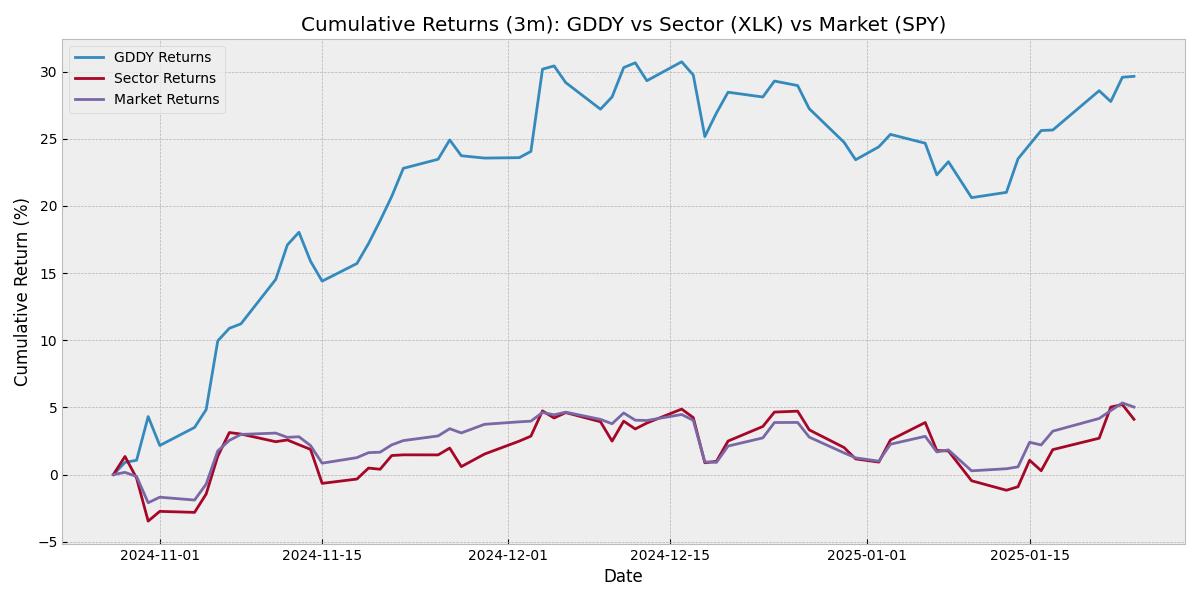 Cumulative Returns (3m): GDDY vs Sector (XLK) vs Market (SPY)
GDDY Returns
Sector Returns
Market Returns
Cumulative Return (%)
30
25
20
15
10
5
0
−5
2024-11-01
2024-11-15
2024-12-01
2024-12-15
2025-01-01
2025-01-15
Date